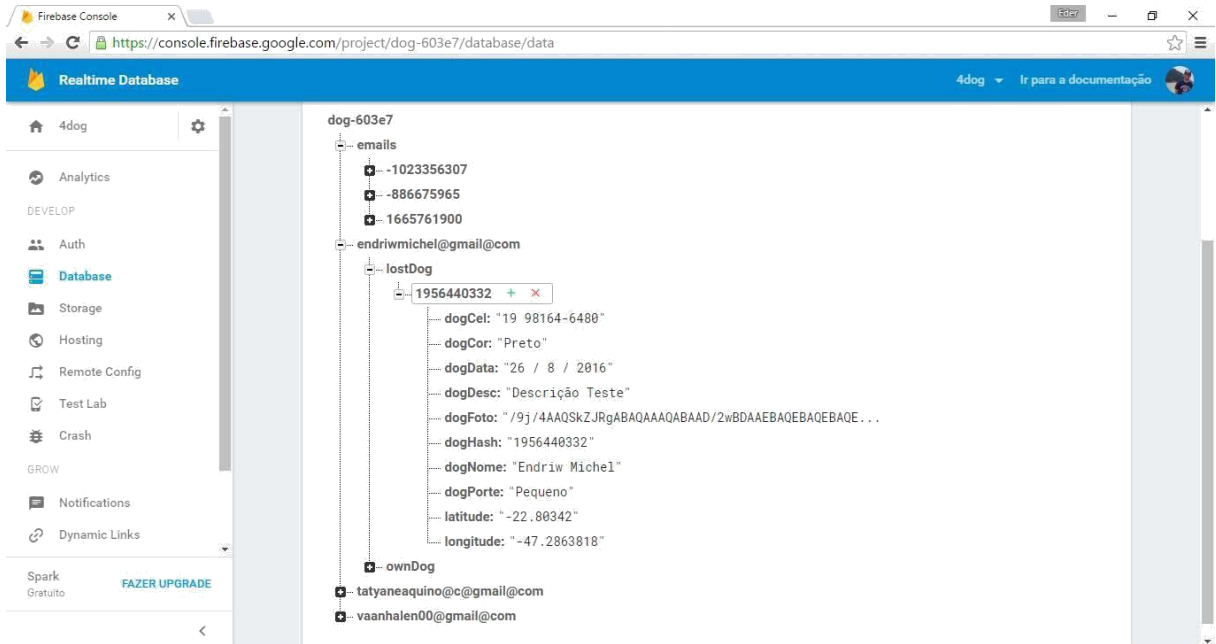 Firebase Console
Eder
https://console.firebase.google.com/project/dog-603e7/database/data
Realtime Database
4dog
Ir para a documentação
4dog
Analytics
DEVELOP
Auth
Database
Storage
Hosting
Remote Config
Test Lab
Crash
GROW
Notifications
Dynamic Links
Spark
Gratuito
FAZER UPGRADE
dog-603e7
emails
-1023356307
-886675965
1665761900
endriwmichel@gmail@com
lostDog
1956440332
dogCel: "19 98164-6480"
dogCor: "Preto"
dogData: "26 / 8 / 2016"
dogDesc: "Descrição Teste"
dogFoto: "/9j/4AAQSkZJRgABAQAAAQABAAD/2wBDAAEBAQEBAQEBAQE...
dogHash: "1956440332"
dogNome: "Endriw Michel"
dogPorte: "Pequeno"
latitude: "-22.80342"
longitude: "-47.2863818"
ownDog
tatyaneaquino@c@gmail@com
vaanhalen00@gmail@com